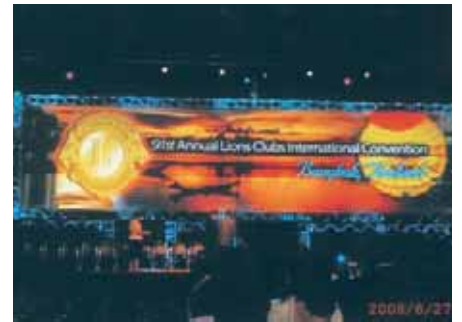 91st Annual Lions Clubs International Convention
Bangkok, Thailand
2008/6/27